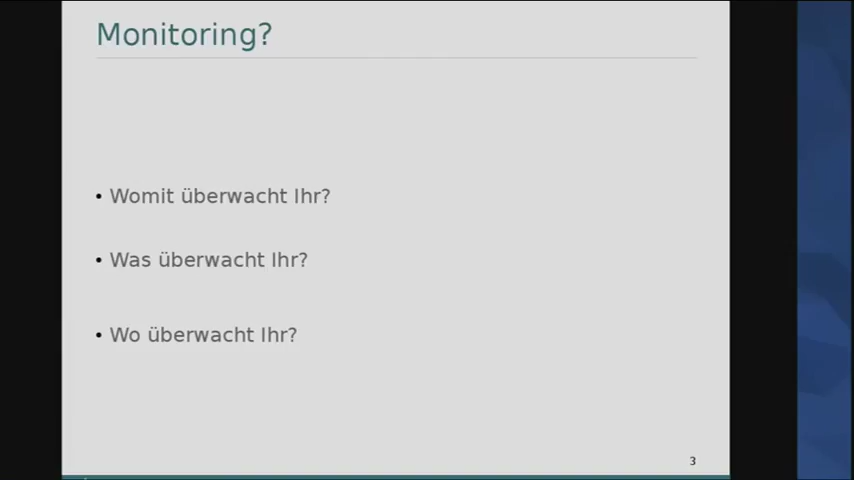 Monitoring?
• Womit überwacht Ihr?
• Was überwacht Ihr?
• Wo überwacht Ihr?
3